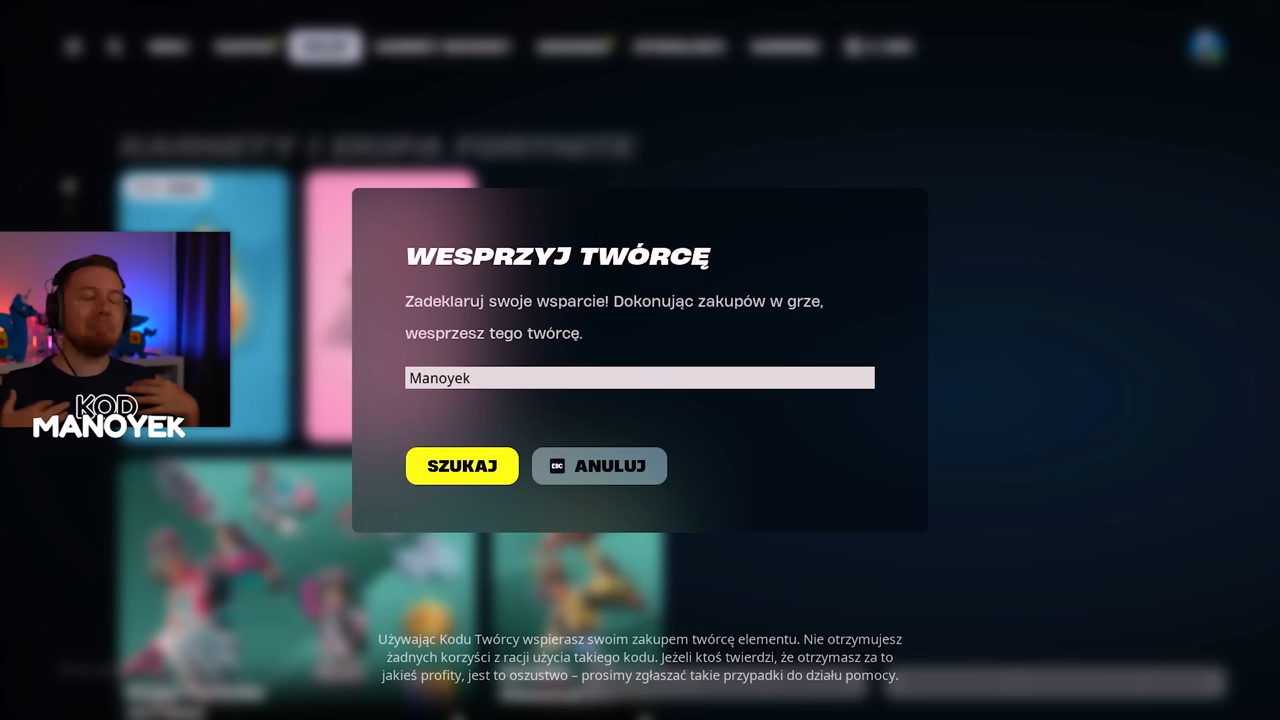 WESPRZYJ TWÓRCĘ
Zadeklaruj swoje wsparcie! Dokonując zakupów w grze,
wesprzesz tego twórcę.
Manoyek
KOD
MANOYEK
SZUKAJ
ESC ANULUJ
Używając Kodu Twórcy wspierasz swoim zakupem twórcę elementu. Nie otrzymujesz
żadnych korzyści z racji użycia takiego kodu. Jeżeli ktoś twierdzi, że otrzymasz za to
jakieś profity, jest to oszustwo – prosimy zgłaszać takie przypadki do działu pomocy.